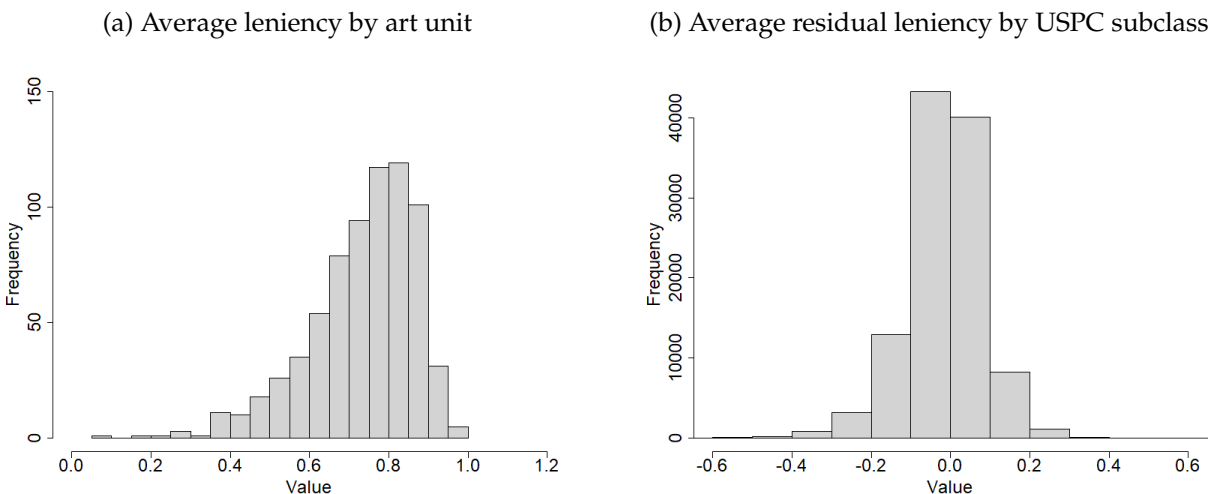 (a) Average leniency by art unit
(b) Average residual leniency by USPC subclass
Frequency
0
50
100
150
0.0 0.2 0.4 0.6 0.8 1.0 1.2
Value
Frequency
0
10000
20000
30000
40000
-0.6 -0.4 -0.2 0.0 0.2 0.4 0.6
Value